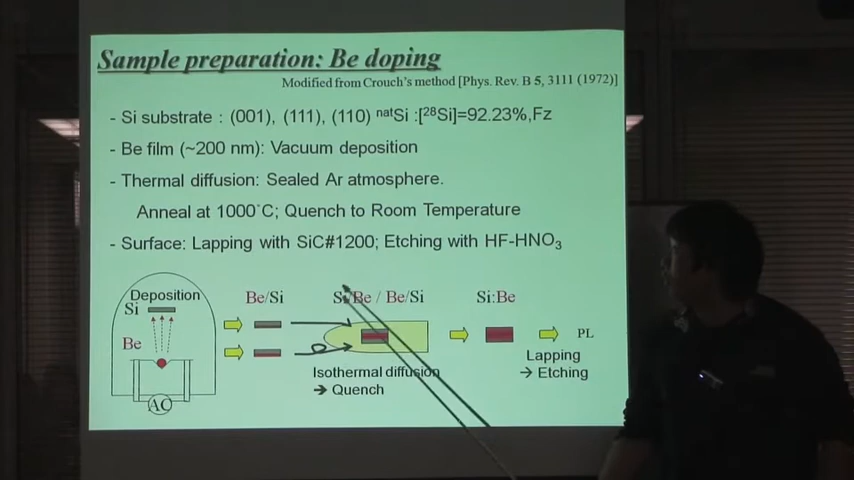 Sample preparation: Be doping
Modified from Crouch's method [Phys. Rev. B 5, 3111 (1972)]
- Si substrate : (001), (111), (110) natSi :[28Si]=92.23%,Fz
- Be film (~200 nm): Vacuum deposition
- Thermal diffusion: Sealed Ar atmosphere.
Anneal at 1000°C; Quench to Room Temperature
- Surface: Lapping with SiC#1200; Etching with HF-HNO3
Deposition
Si
Be
AC
Be/Si
Si/Be / Be/Si
Isothermal diffusion
→ Quench
Si:Be
Lapping
→ Etching
PL